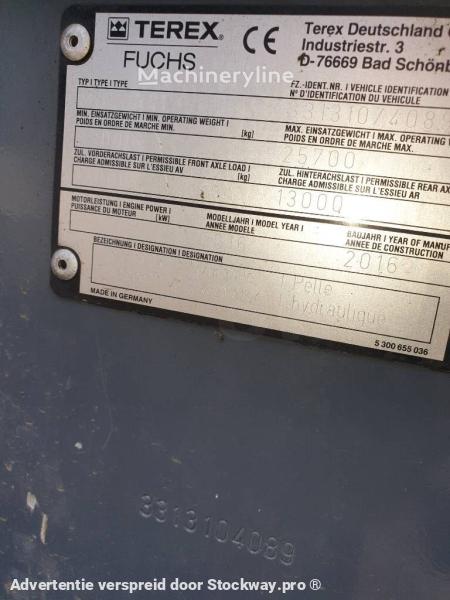 TEREX®
FUCHS
CE
Terex Deutschland
Industriestr. 3
D-76669 Bad Schönb
Machineryline
TYP I TYPE I TYPE
FZ.-IDENT.NR. I VEHICLE IDENTIFICATION
N° D'IDENTIFICATION DU VEHICULE
331310/408
MIN. EINSATZGEWICHT I MIN. OPERATING WEIGHT I
POIDS EN ORDRE DE MARCHE MIN.
[kg]
MAX. EINSATZGEWICHT I MAX. OPERATING
POIDS EN ORDRE DE MARCHE MAX.
25700
ZUL. VORDERACHSLAST I PERMISSIBLE FRONT AXLE LOAD I
CHARGE ADMISSIBLE SUR L'ESSIEU AV
[kg]
ZUL. HINTERACHSLAST I PERMISSIBLE REAR AX
CHARGE ADMISSIBLE SUR L'ESSIEU AR
13000
MOTORLEISTUNG I ENGINE POWER I
PUISSANCE DU MOTEUR
[kW]
MODELLJAHR I MODEL YEAR I
ANNEE MODELE
BAUJAHR I YEAR OF MANUF
ANNEE DE CONSTRUCTION
2016
BEZEICHNUNG I DESIGNATION I DESIGNATION
Pelle
hydraulique
MADE IN GERMANY
5 300 655 036
3313104089
Advertentie verspreid door Stockway.pro ®